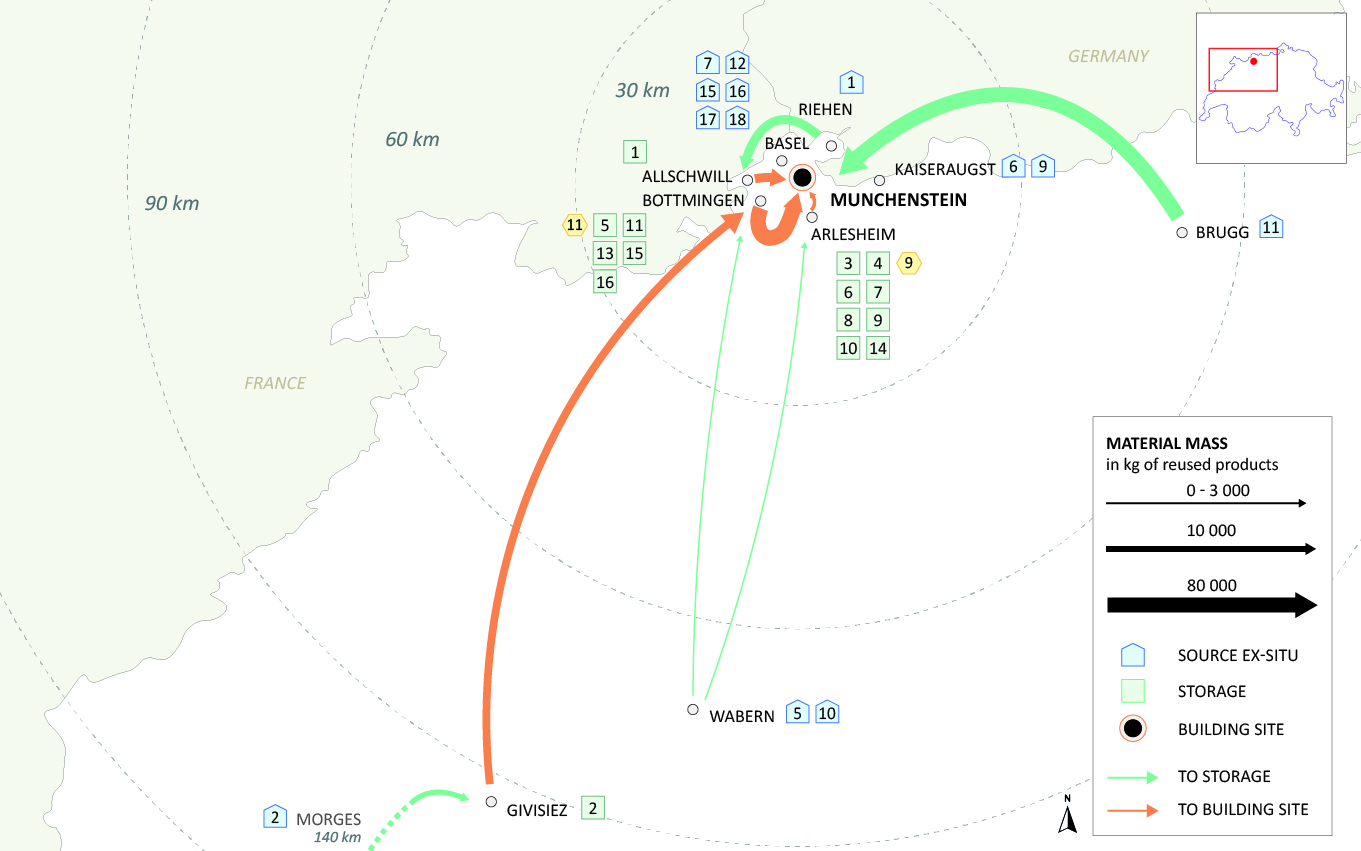 GERMANY
30 km
60 km
90 km
7 12
15 16
17 18
1
RIEHEN
BASEL
1
ALLSCHWILL
BOTTMINGEN
KAISERAUGST 6 9
MUNCHENSTEIN
ARLESHEIM
BRUGG 11
11 5 11
13 15
16
3 4 9
6 7
8 9
10 14
FRANCE
MATERIAL MASS
in kg of reused products
0 - 3 000
10 000
80 000
SOURCE EX-SITU
STORAGE
BUILDING SITE
TO STORAGE
TO BUILDING SITE
WABERN 5 10
N
GIVISIEZ 2
2 MORGES
140 km